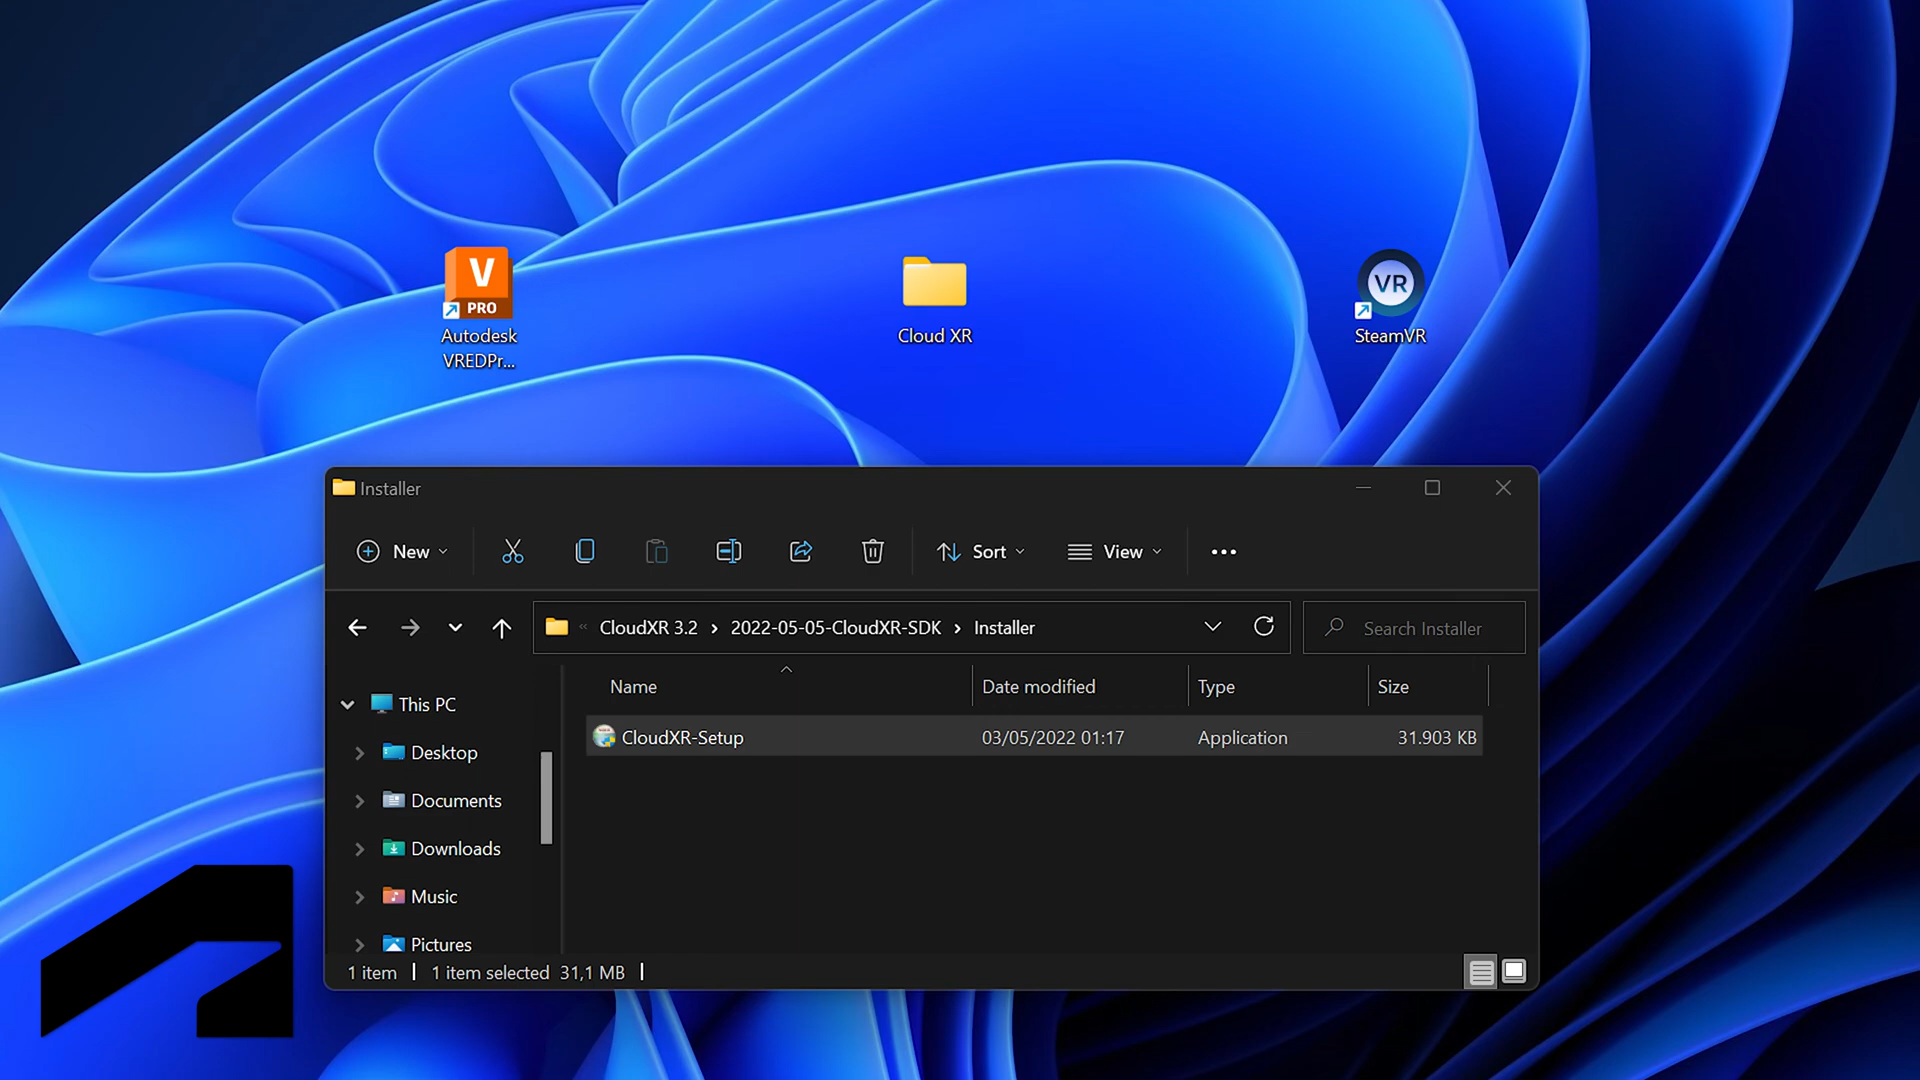 V
PRO
Autodesk
VREDPr...
Cloud XR
VR
SteamVR
Installer
New
Sort
View
CloudXR 3.2 › 2022-05-05-CloudXR-SDK › Installer
Search Installer
Name
Date modified
Type
Size
This PC
CloudXR-Setup
03/05/2022 01:17
Application
31.903 KB
Desktop
Documents
Downloads
Music
Pictures
1 item
1 item selected 31,1 MB